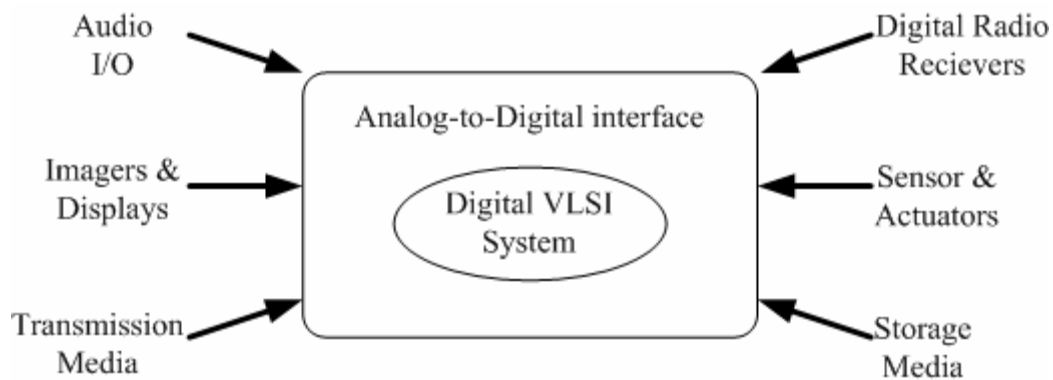 Audio
I/O
Digital Radio
Recievers
Analog-to-Digital interface
Imagers &
Displays
Digital VLSI
System
Sensor &
Actuators
Transmission
Media
Storage
Media